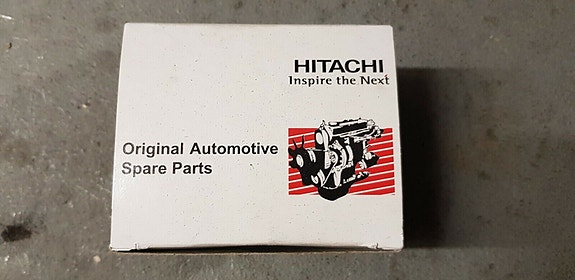 HITACHI
Inspire the Next
Original Automotive
Spare Parts